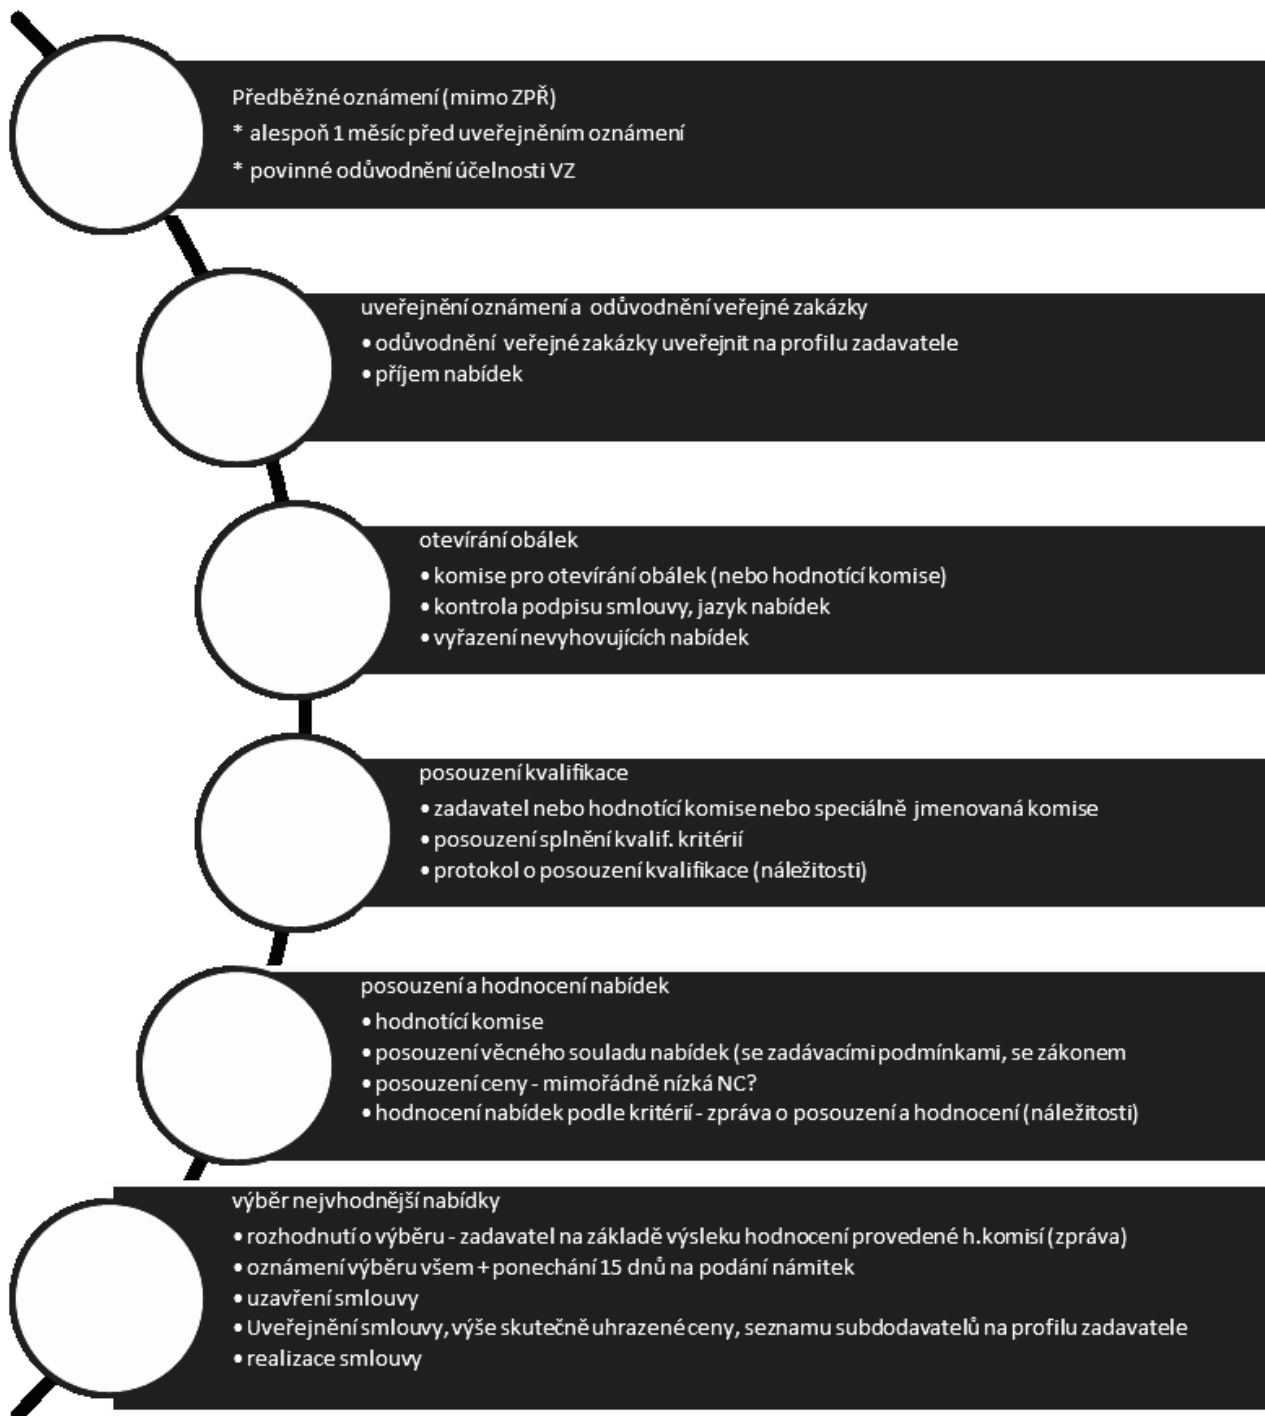 Předběžné oznámení (mimo ZPŘ)
* alespoň 1 měsíc před uveřejněním oznámení
* povinné odůvodnění účelnosti VZ
uveřejnění oznámení a odůvodnění veřejné zakázky
• odůvodnění veřejné zakázky uveřejnit na profilu zadavatele
• příjem nabídek
otevírání obálek
• komise pro otevírání obálek (nebo hodnotící komise)
• kontrola podpisu smlouvy, jazyk nabídek
• vyřazení nevyhovujících nabídek
posouzení kvalifikace
• zadavatel nebo hodnotící komise nebo speciálně jmenovaná komise
• posouzení splnění kvalif. kritérií
• protokol o posouzení kvalifikace (náležitosti)
posouzení a hodnocení nabídek
• hodnotící komise
• posouzení věcného souladu nabídek (se zadávacími podmínkami, se zákonem
• posouzení ceny - mimořádně nízká NC?
• hodnocení nabídek podle kritérií - zpráva o posouzení a hodnocení (náležitosti)
výběr nejvhodnější nabídky
• rozhodnutí o výběru - zadavatel na základě výsleku hodnocení provedené h.komisí (zpráva)
• oznámení výběru všem + ponechání 15 dnů na podání námitek
• uzavření smlouvy
• Uveřejnění smlouvy, výše skutečně uhrazené ceny, seznamu subdodavatelů na profilu zadavatele
• realizace smlouvy